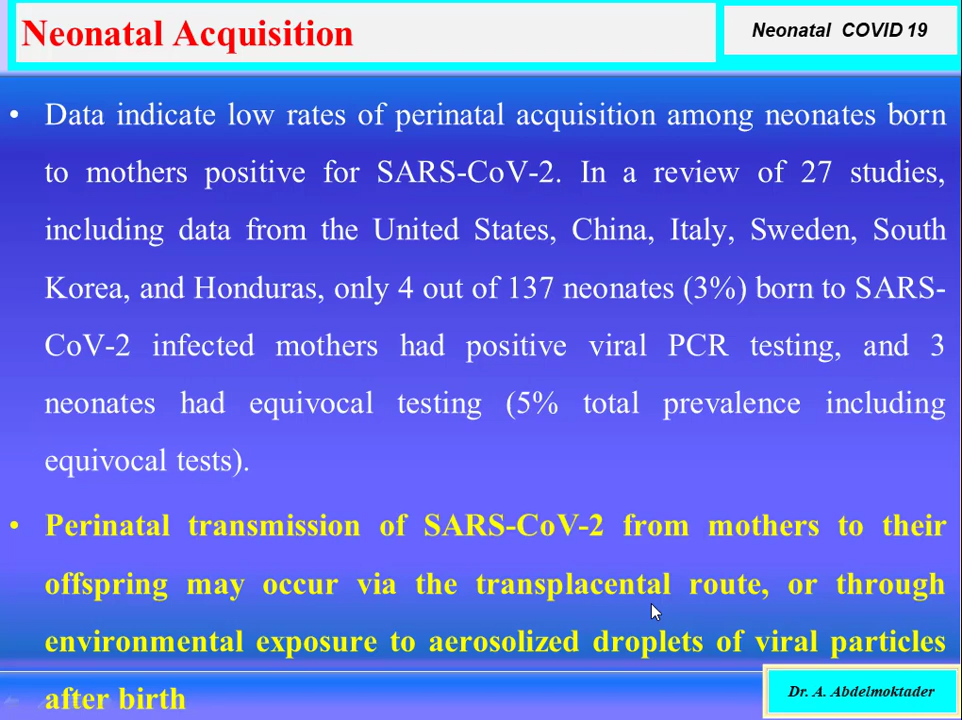 Neonatal Acquisition
Neonatal COVID 19
• Data indicate low rates of perinatal acquisition among neonates born
to mothers positive for SARS-CoV-2. In a review of 27 studies,
including data from the United States, China, Italy, Sweden, South
Korea, and Honduras, only 4 out of 137 neonates (3%) born to SARS-
CoV-2 infected mothers had positive viral PCR testing, and 3
neonates had equivocal testing (5% total prevalence including
equivocal tests).
• Perinatal transmission of SARS-CoV-2 from mothers to their
offspring may occur via the transplacental route, or through
environmental exposure to aerosolized droplets of viral particles
after birth
Dr. A. Abdelmoktader